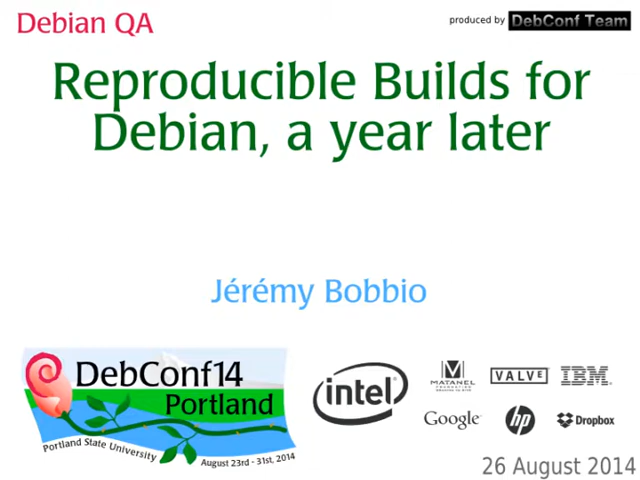 Debian QA
produced by DebConf Team
Reproducible Builds for
Debian, a year later
Jérémy Bobbio
DebConf14
Portland
Portland State University
August 23rd - 31st, 2014
intel
MATANEL
FOUNDATION
VALVE
IBM
Google
hp
Dropbox
26 August 2014